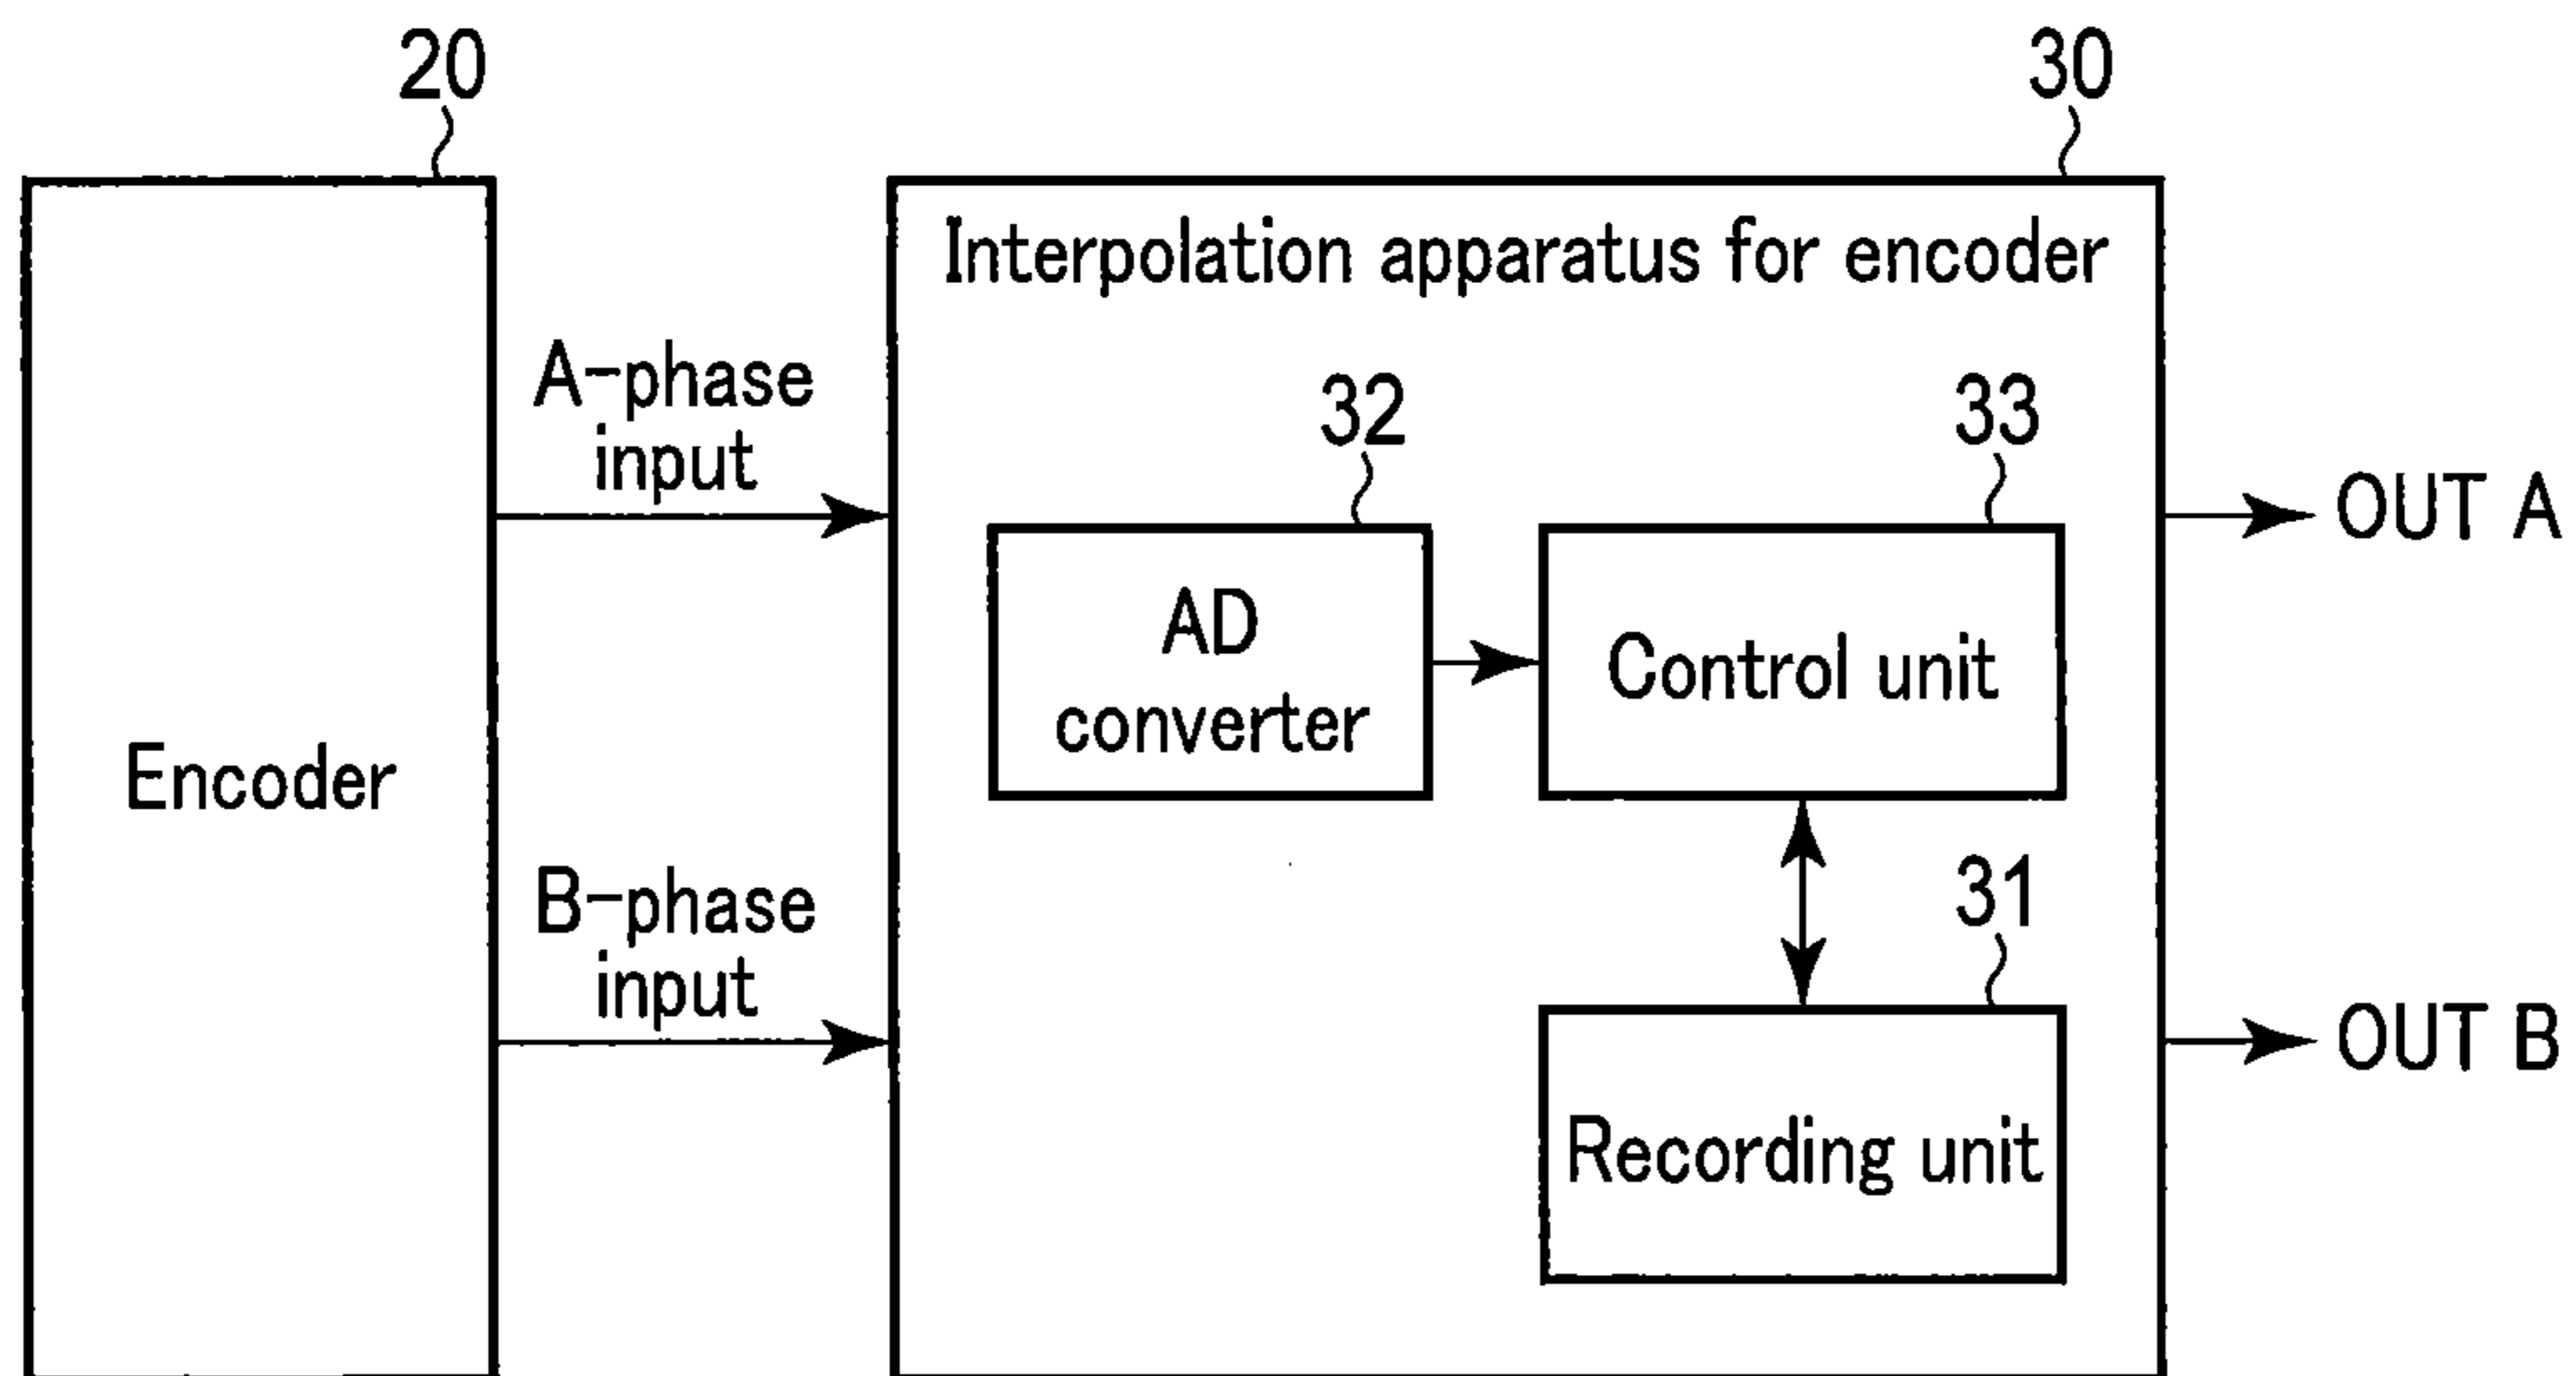 20
30
Interpolation apparatus for encoder
A-phase
input
32
33
OUT A
AD
converter
Control unit
Encoder
B-phase
input
31
OUT B
Recording unit